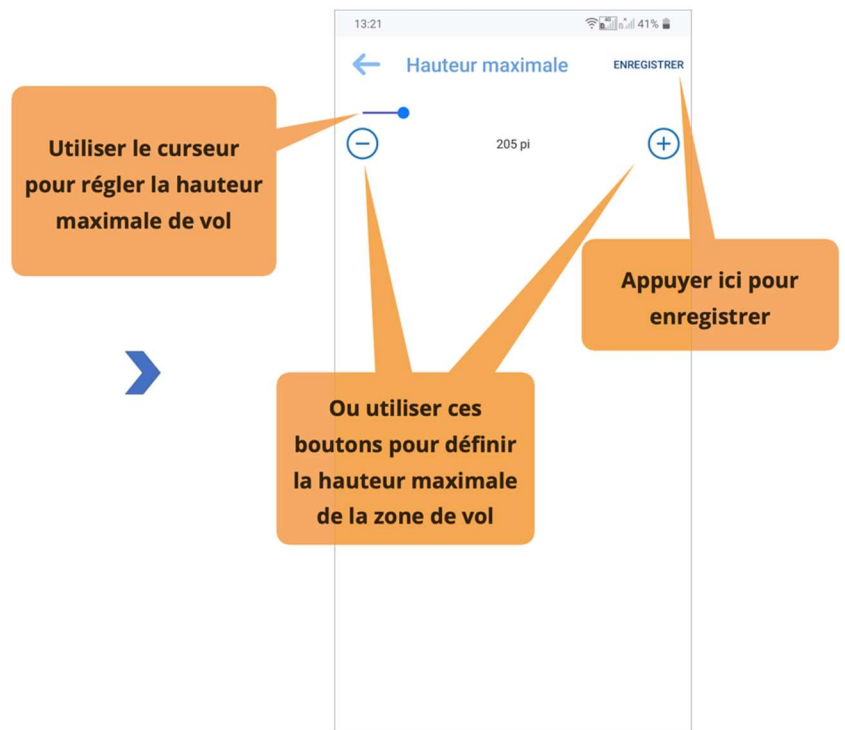 13:21
41%
Hauteur maximale
ENREGISTRER
205 pi
Utiliser le curseur
pour régler la hauteur
maximale de vol
Appuyer ici pour
enregistrer
Ou utiliser ces
boutons pour définir
la hauteur maximale
de la zone de vol